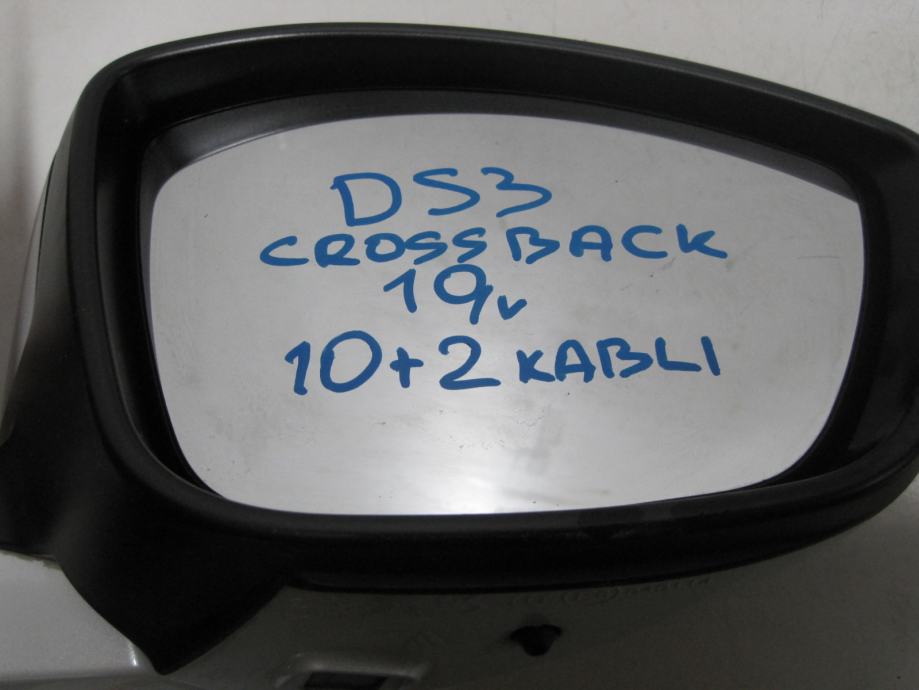 DS3
CROSSBACK
19v
10+2 KABLI